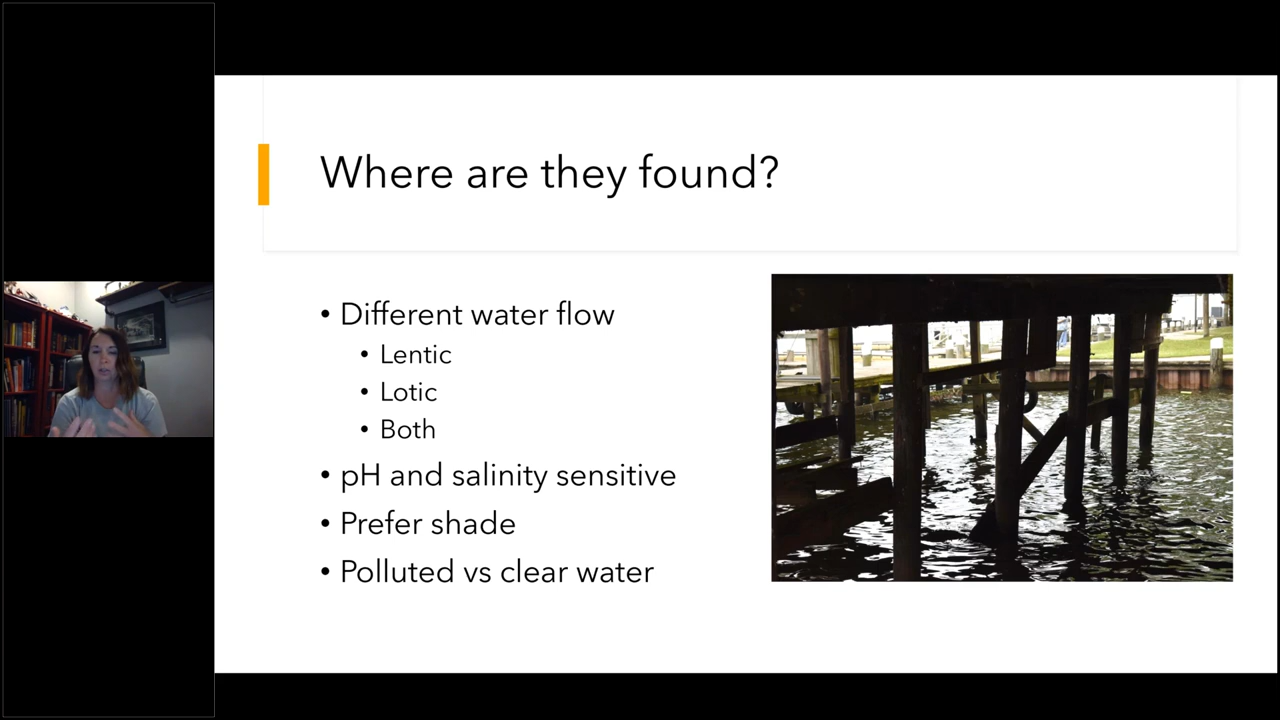 Where are they found?
• Different water flow
• Lentic
• Lotic
• Both
• pH and salinity sensitive
• Prefer shade
• Polluted vs clear water